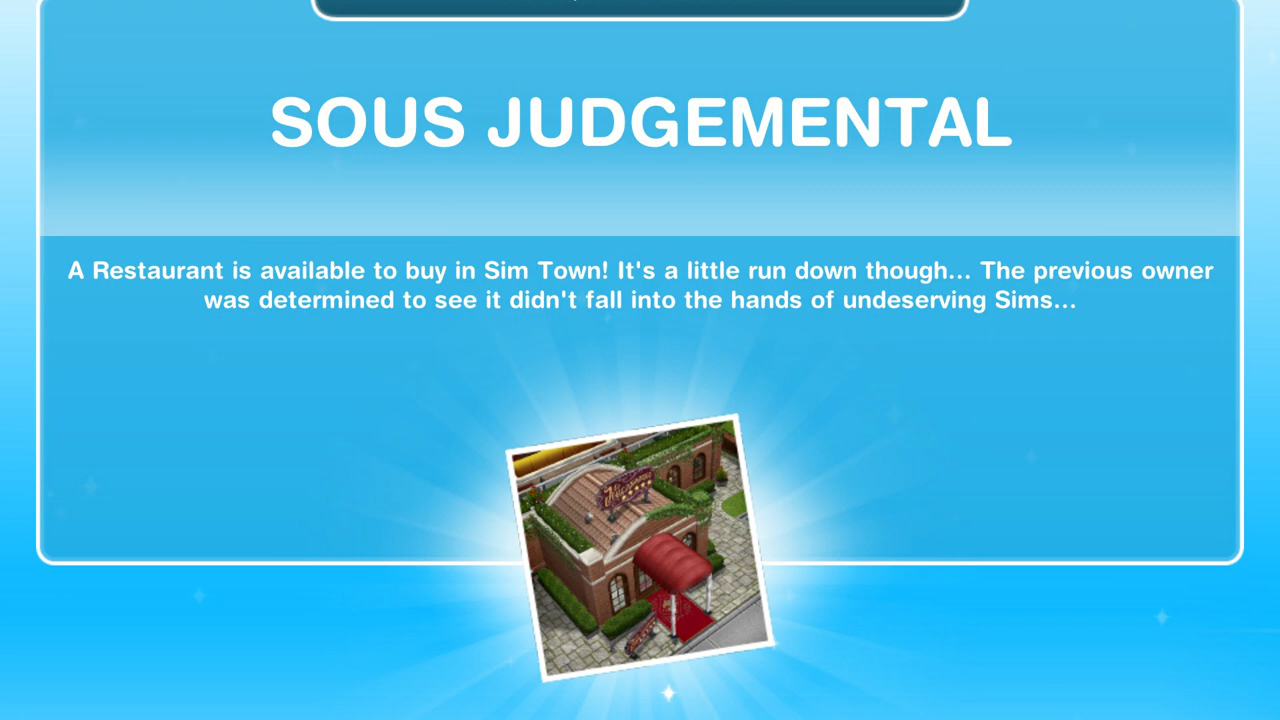 SOUS JUDGEMENTAL
A Restaurant is available to buy in Sim Town! It's a little run down though... The previous owner
was determined to see it didn't fall into the hands of undeserving Sims...